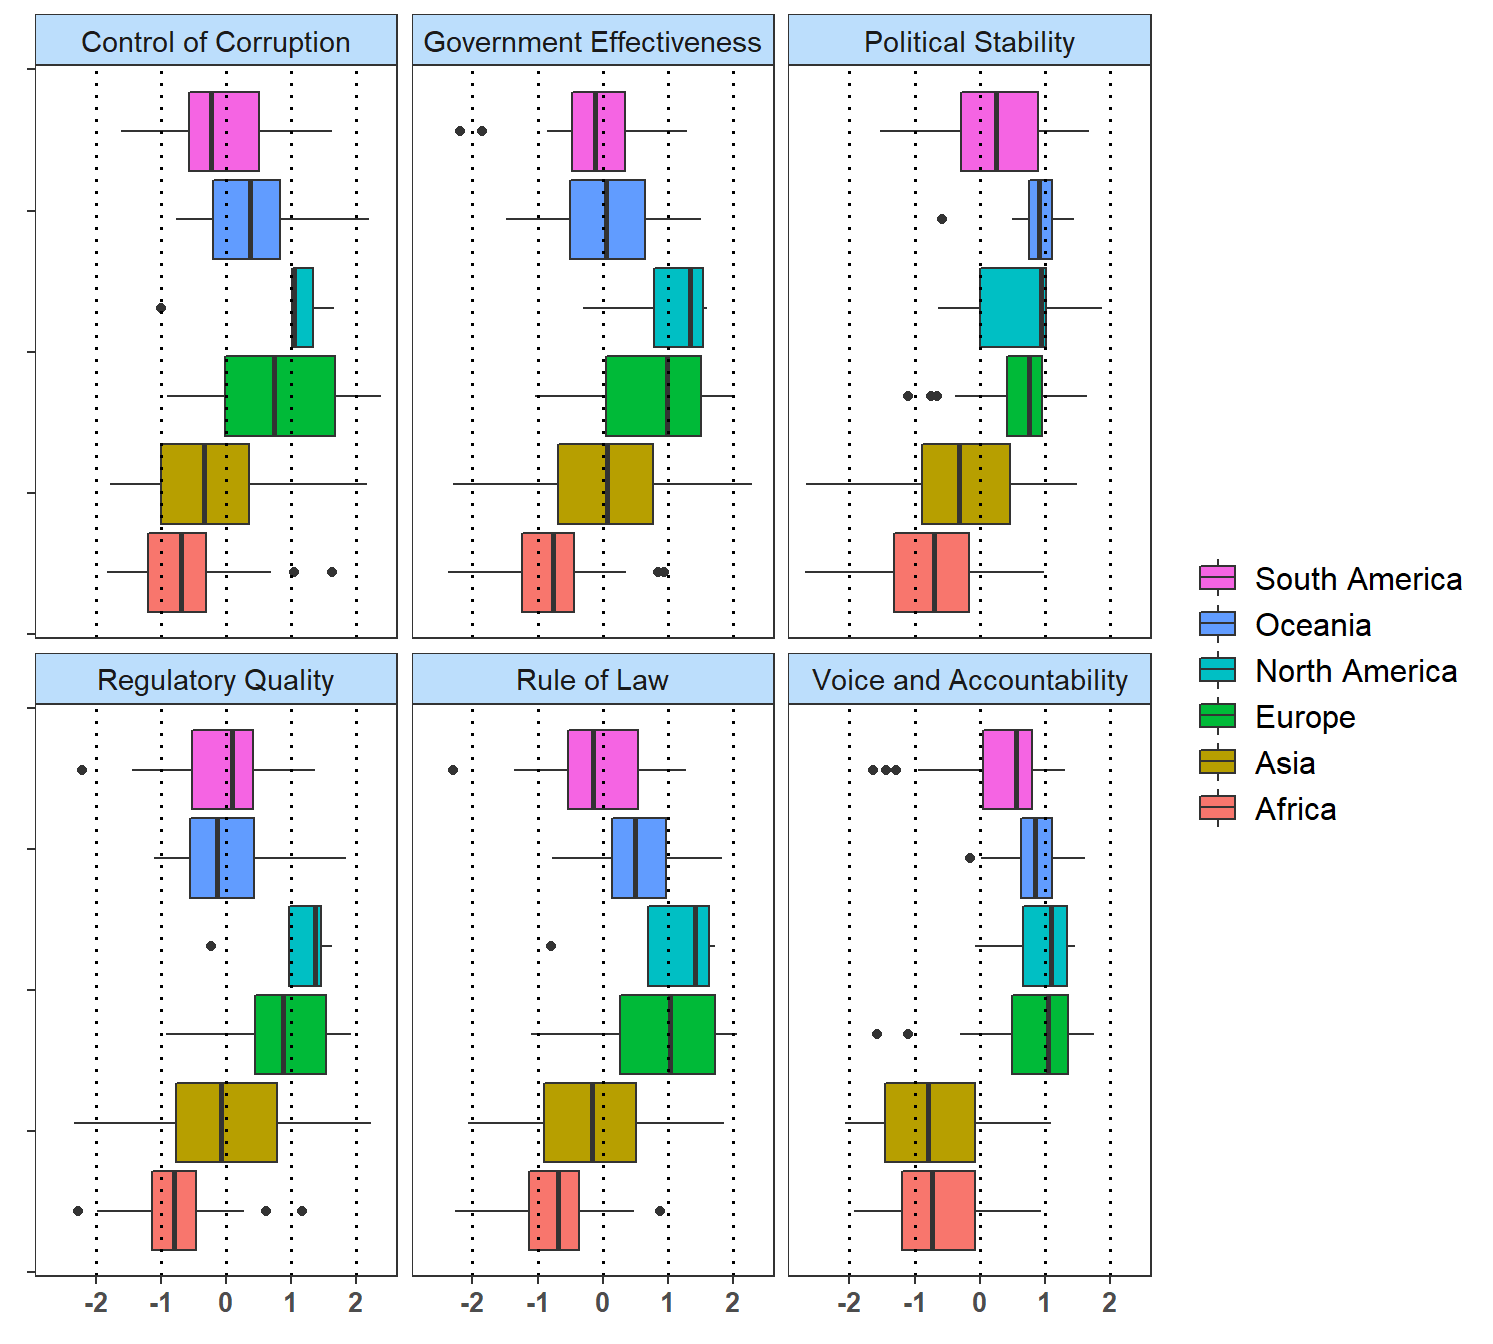 Control of Corruption
Government Effectiveness
Political Stability
Regulatory Quality
Rule of Law
Voice and Accountability
-2 -1 0 1 2
-2 -1 0 1 2
-2 -1 0 1 2
South America
Oceania
North America
Europe
Asia
Africa